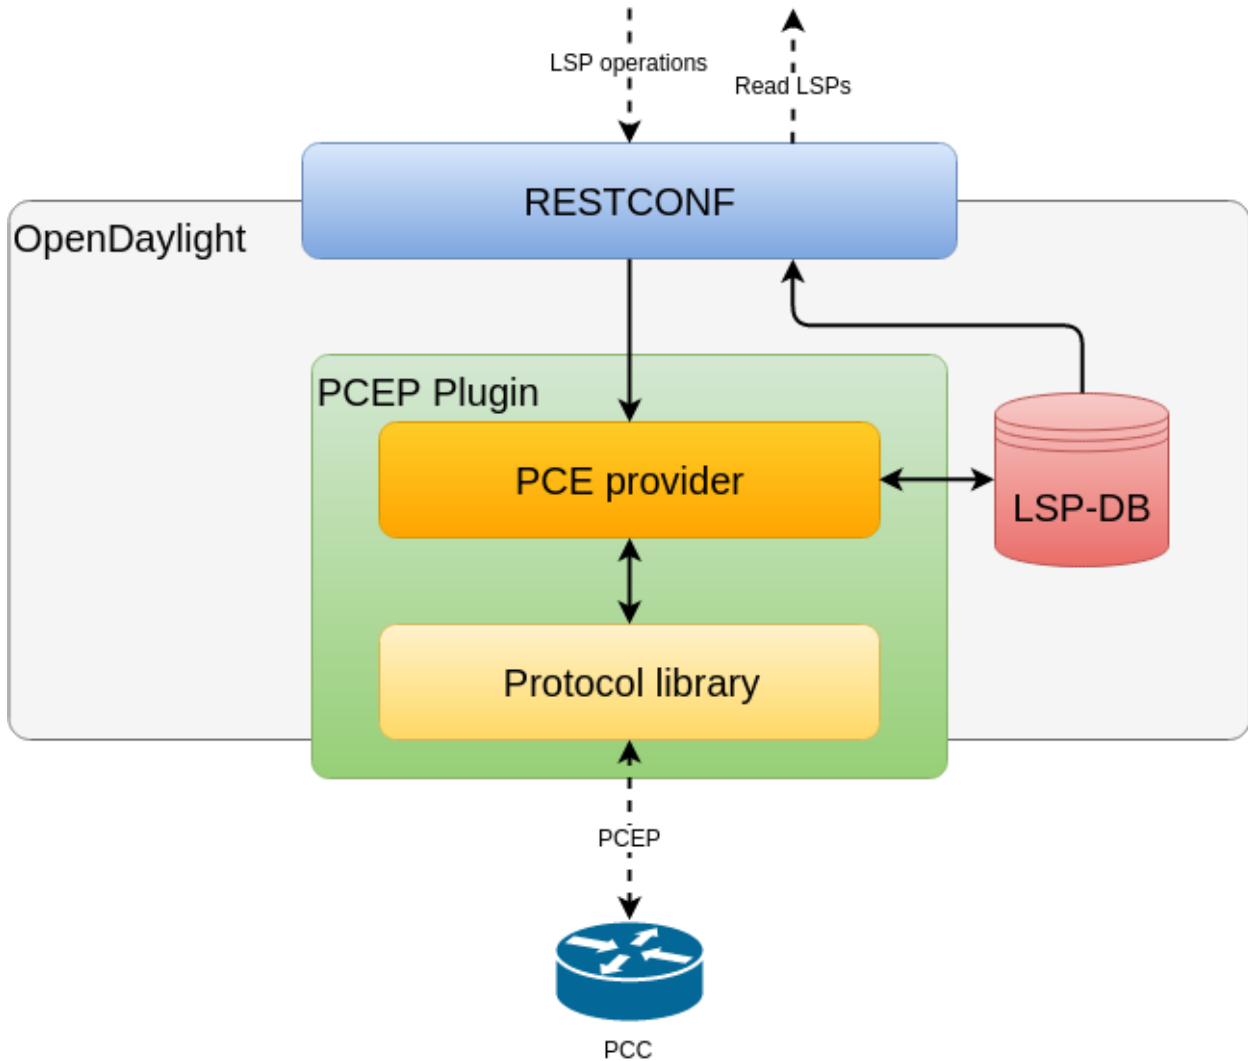 LSP operations
Read LSPs
RESTCONF
OpenDaylight
PCEP Plugin
PCE provider
LSP-DB
Protocol library
PCEP
PCC